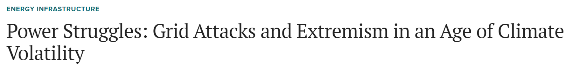 ENERGY INFRASTRUCTURE
Power Struggles: Grid Attacks and Extremism in an Age of Climate
Volatility